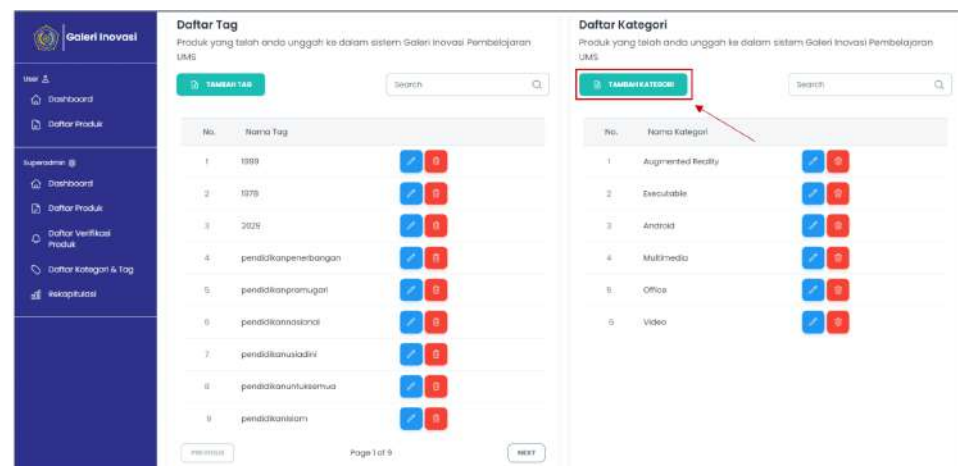 Galeri Inovasi
User
Dashboard
Daftar Produk
Superadmin
Dashboard
Daftar Produk
Daftar Verifikasi
Produk
Daftar Kategori & Tag
Rekapitulasi
Daftar Tag
Produk yang telah anda unggah ke dalam sistem Galeri Inovasi Pembelajaran
UMS
TAMBAH TAG
Search
No. Nama Tag
1 1999
2 1978
3 2029
4 pendidikanpenerbangan
5 pendidikanpramugari
6 pendidikannasional
7 pendidikanusiadini
8 pendidikanuntuksemua
9 pendidikanislam
PREVIOUS Page 1 of 9 NEXT
Daftar Kategori
Produk yang telah anda unggah ke dalam sistem Galeri Inovasi Pembelajaran
UMS
TAMBAH KATEGORI
Search
No. Nama Kategori
1 Augmented Reality
2 Executable
3 Android
4 Multimedia
5 Office
6 Video